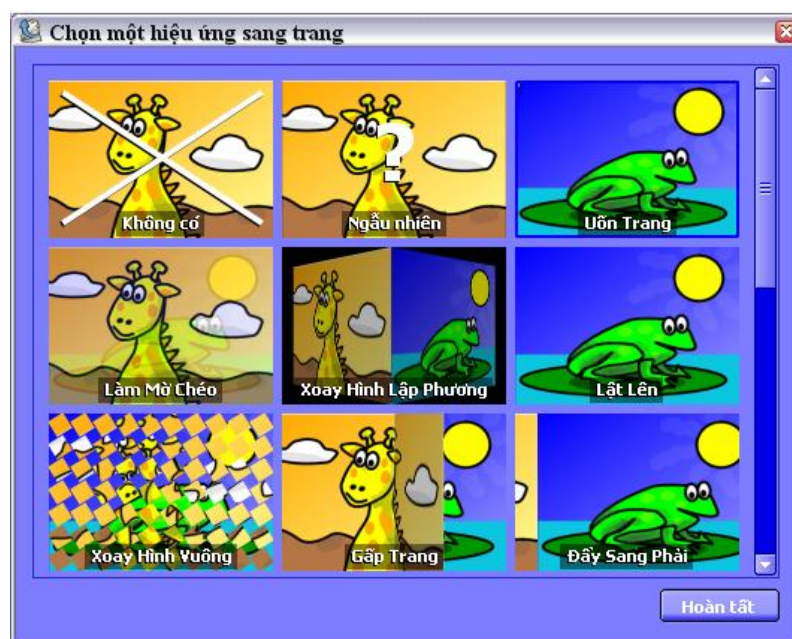 Chọn một hiệu ứng sang trang
?
Không có
Ngẫu nhiên
Uốn Trang
Làm Mờ Chéo
Xoay Hình Lập Phương
Lật Lên
Xoay Hình Vuông
Gấp Trang
Đẩy Sang Phải
Hoàn tất